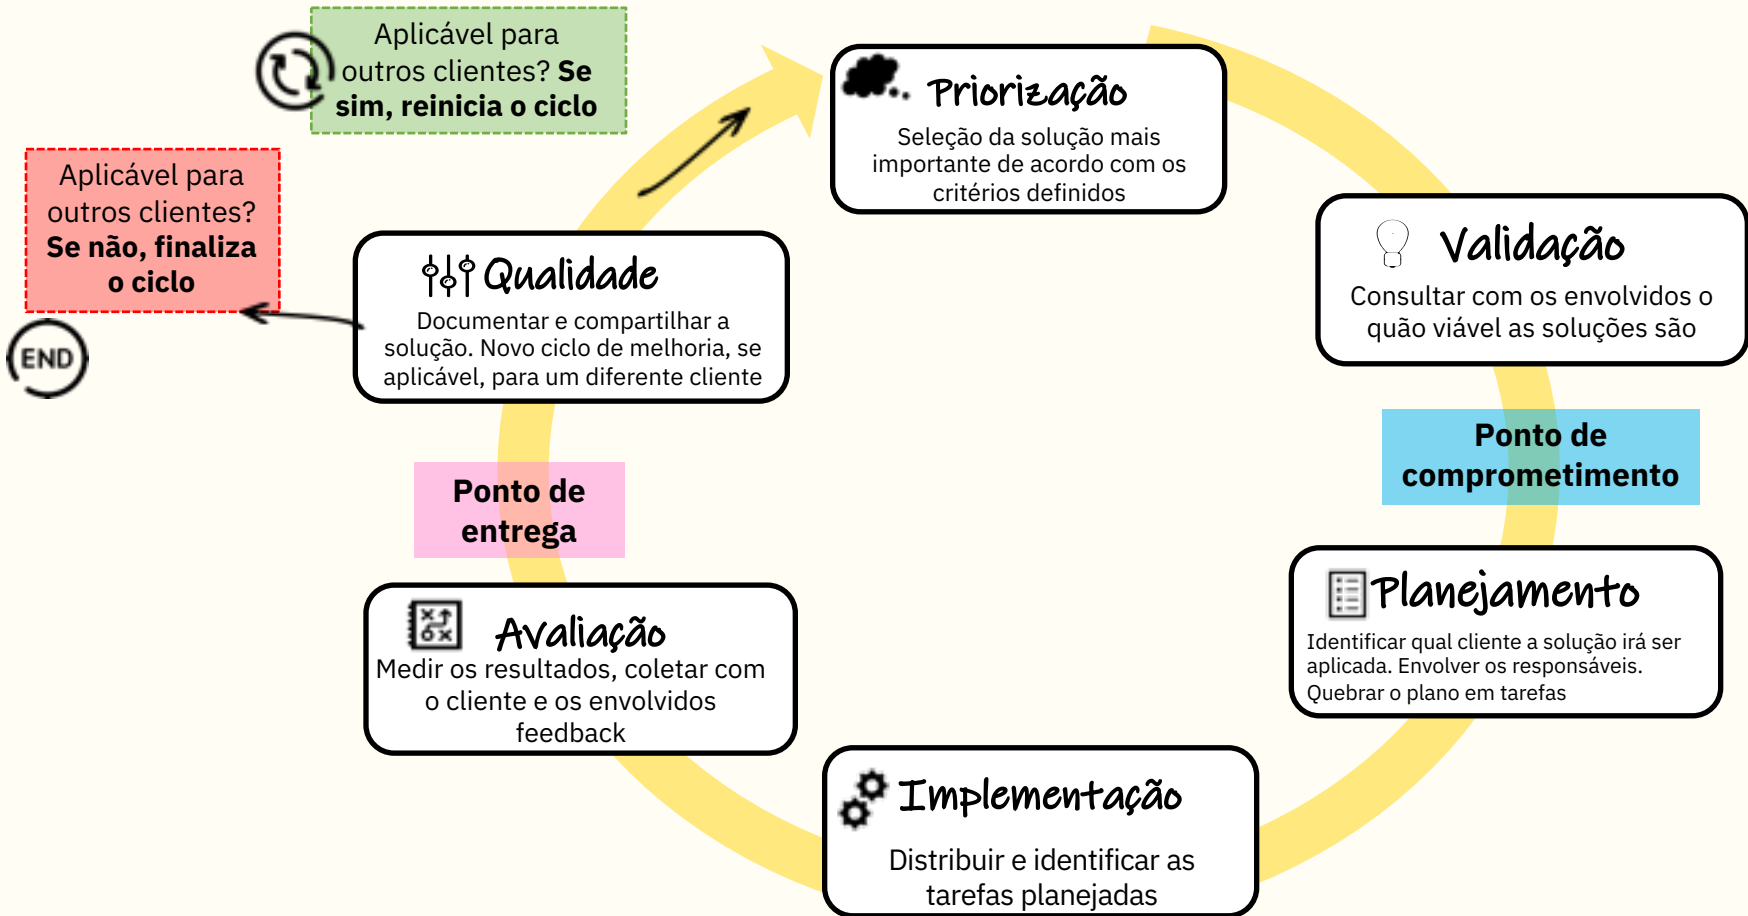 Aplicável para
outros clientes? Se
sim, reinicia o ciclo
Aplicável para
outros clientes?
Se não, finaliza
o ciclo
END
Priorização
Seleção da solução mais
importante de acordo com os
critérios definidos
Validação
Consultar com os envolvidos o
quão viável as soluções são
Ponto de
comprometimento
Planejamento
Identificar qual cliente a solução irá ser
aplicada. Envolver os responsáveis.
Quebrar o plano em tarefas
Implementação
Distribuir e identificar as
tarefas planejadas
Avaliação
Medir os resultados, coletar com
o cliente e os envolvidos
feedback
Ponto de
entrega
Qualidade
Documentar e compartilhar a
solução. Novo ciclo de melhoria, se
aplicável, para um diferente cliente